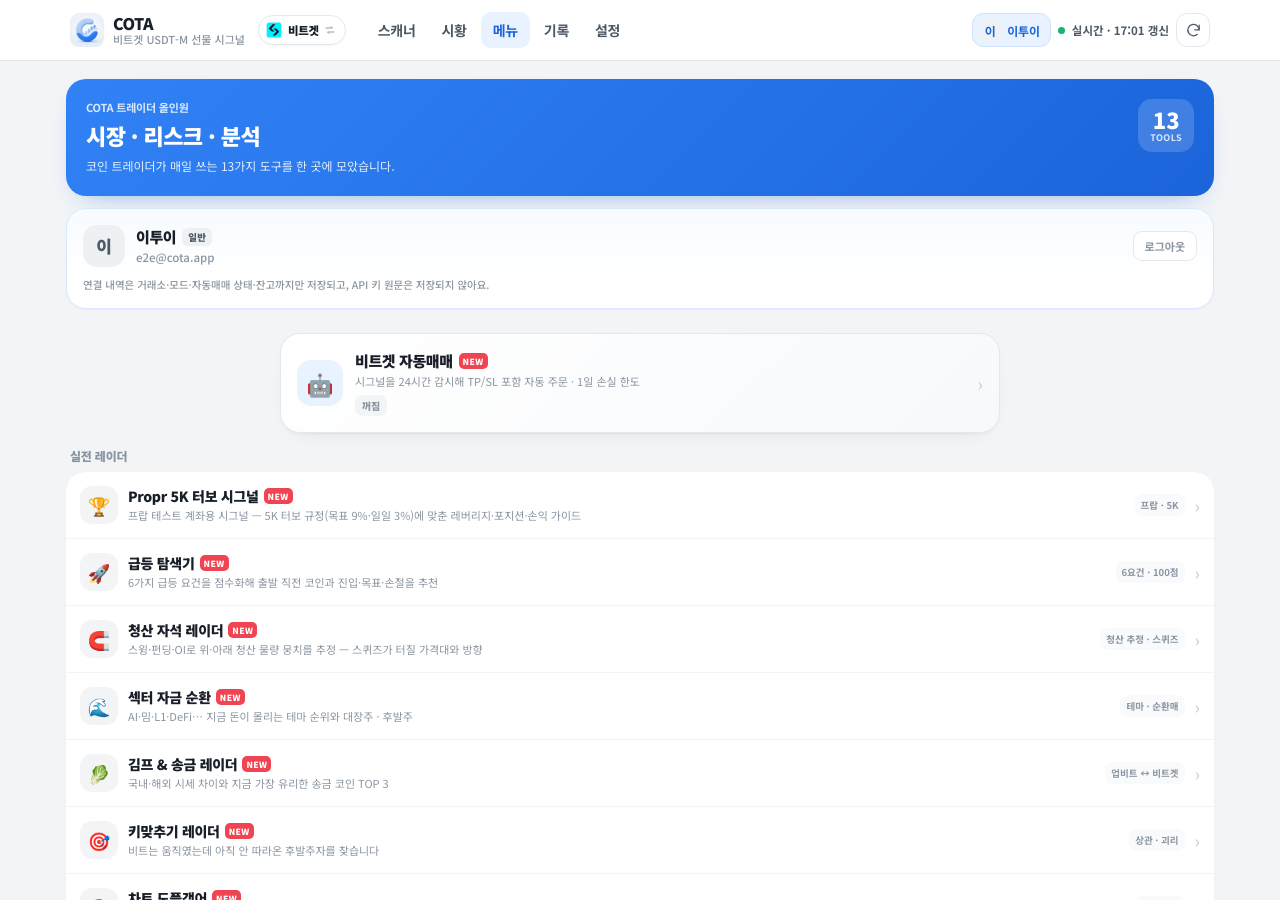 COTA
비트겟 USDT-M 선물 시그널
비트겟
스캐너
시황
메뉴
기록
설정
이 이투이
실시간 · 17:01 갱신
COTA 트레이더 올인원
시장 · 리스크 · 분석
코인 트레이더가 매일 쓰는 13가지 도구를 한 곳에 모았습니다.
13
TOOLS
이
이투이 일반
e2e@cota.app
로그아웃
연결 내역은 거래소·모드·자동매매 상태·잔고까지만 저장되고, API 키 원문은 저장되지 않아요.
비트겟 자동매매 NEW
시그널을 24시간 감시해 TP/SL 포함 자동 주문 · 1일 손실 한도
꺼짐
실전 레이더
Propr 5K 터보 시그널 NEW
프랍 테스트 계좌용 시그널 — 5K 터보 규정(목표 9%·일일 3%)에 맞춘 레버리지·포지션·손익 가이드
프랍 · 5K
급등 탐색기 NEW
6가지 급등 요건을 점수화해 출발 직전 코인과 진입·목표·손절을 추천
6요건 · 100점
청산 자석 레이더 NEW
스윙·펀딩·OI로 위·아래 청산 물량 뭉치를 추정 — 스퀴즈가 터질 가격대와 방향
청산 추정 · 스퀴즈
섹터 자금 순환 NEW
AI·밈·L1·DeFi… 지금 돈이 몰리는 테마 순위와 대장주 · 후발주
테마 · 순환매
김프 & 송금 레이더 NEW
국내·해외 시세 차이와 지금 가장 유리한 송금 코인 TOP 3
업비트 ↔ 비트겟
키맞추기 레이더 NEW
비트는 움직였는데 아직 안 따라온 후발주자를 찾습니다
상관 · 괴리
차트 도플갱어 NEW